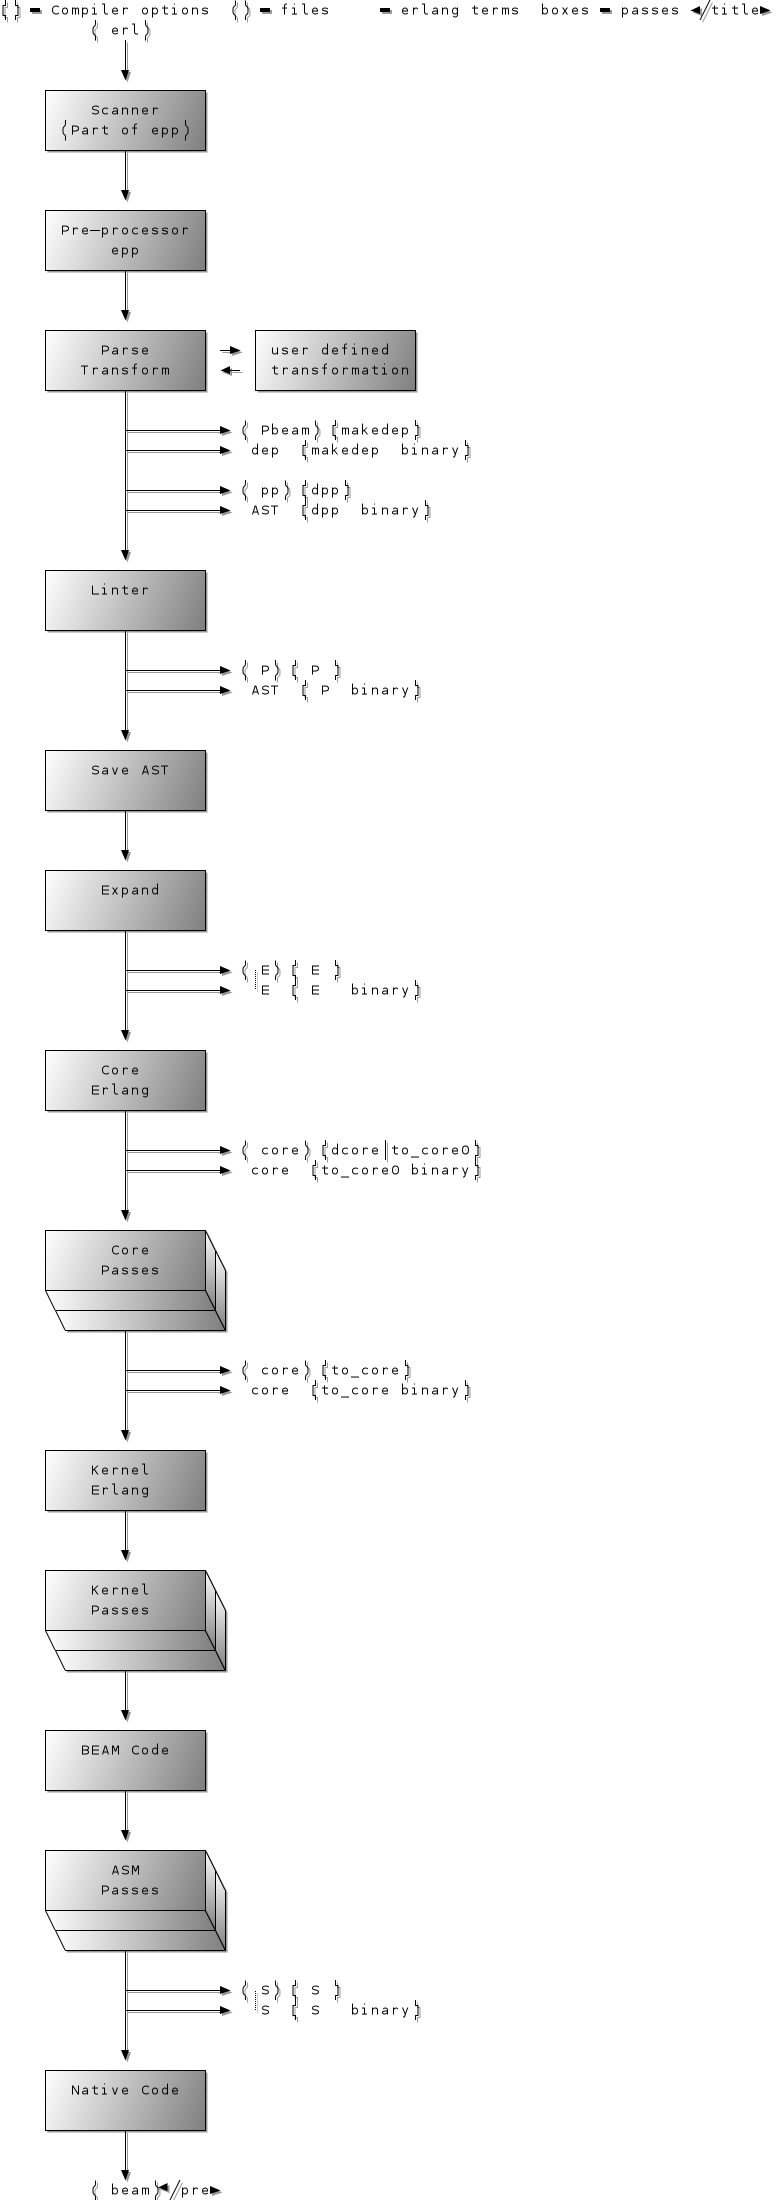 [] - Compiler options () - files - erlang terms boxes - passes </title>
( erl)
Scanner
(Part of epp)
Pre-processor
epp
Parse
Transform
user defined
transformation
( Pbeam) [makedep]
dep [makedep binary]
( pp) [dpp]
AST [dpp binary]
Linter
( P) [ P ]
AST [ P binary]
Save AST
Expand
( E) [ E ]
E [ E binary]
Core
Erlang
( core) [dcore|to_core0]
core [to_core0 binary]
Core
Passes
( core) [to_core]
core [to_core binary]
Kernel
Erlang
Kernel
Passes
BEAM Code
ASM
Passes
( S) [ S ]
S [ S binary]
Native Code
( beam)</pre>